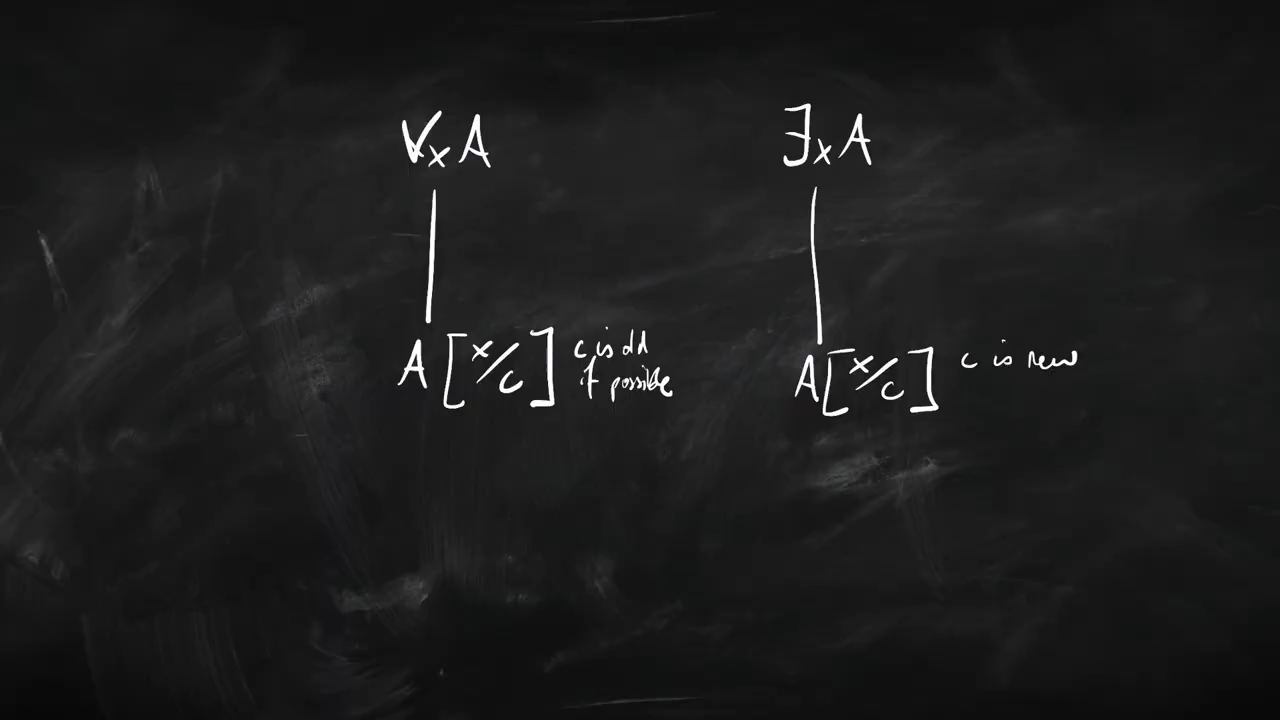 ∀xA
∃xA
A[x/c] c is old
if possible
A[x/c] c is new